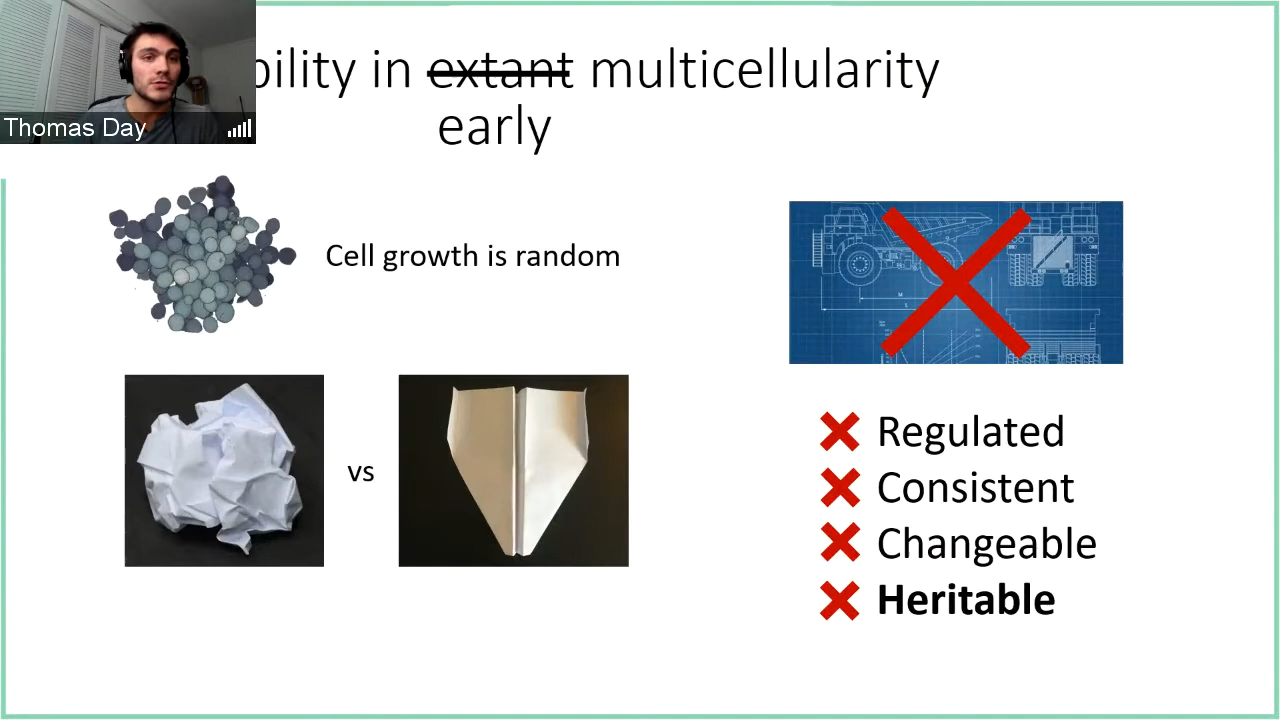 Thomas Day
bility in extant multicellularity
early
Cell growth is random
vs
Regulated
Consistent
Changeable
Heritable